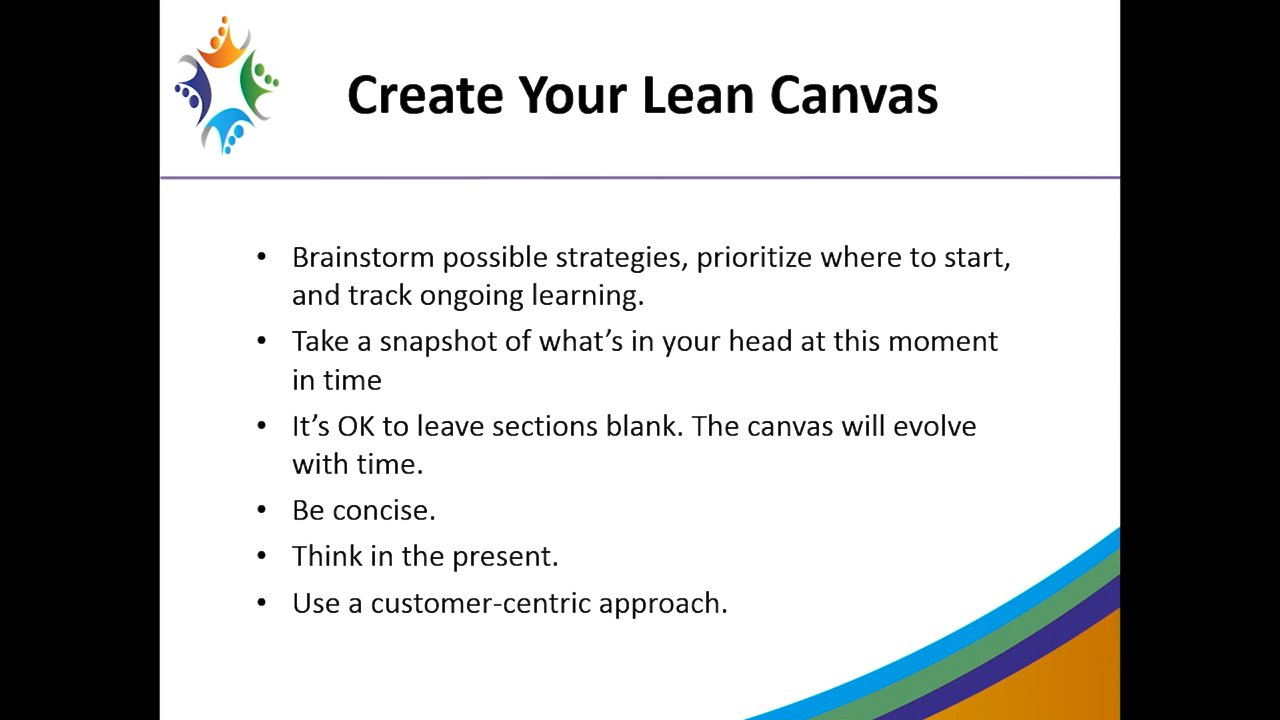 Create Your Lean Canvas
• Brainstorm possible strategies, prioritize where to start,
and track ongoing learning.
• Take a snapshot of what’s in your head at this moment
in time
• It’s OK to leave sections blank. The canvas will evolve
with time.
• Be concise.
• Think in the present.
• Use a customer-centric approach.